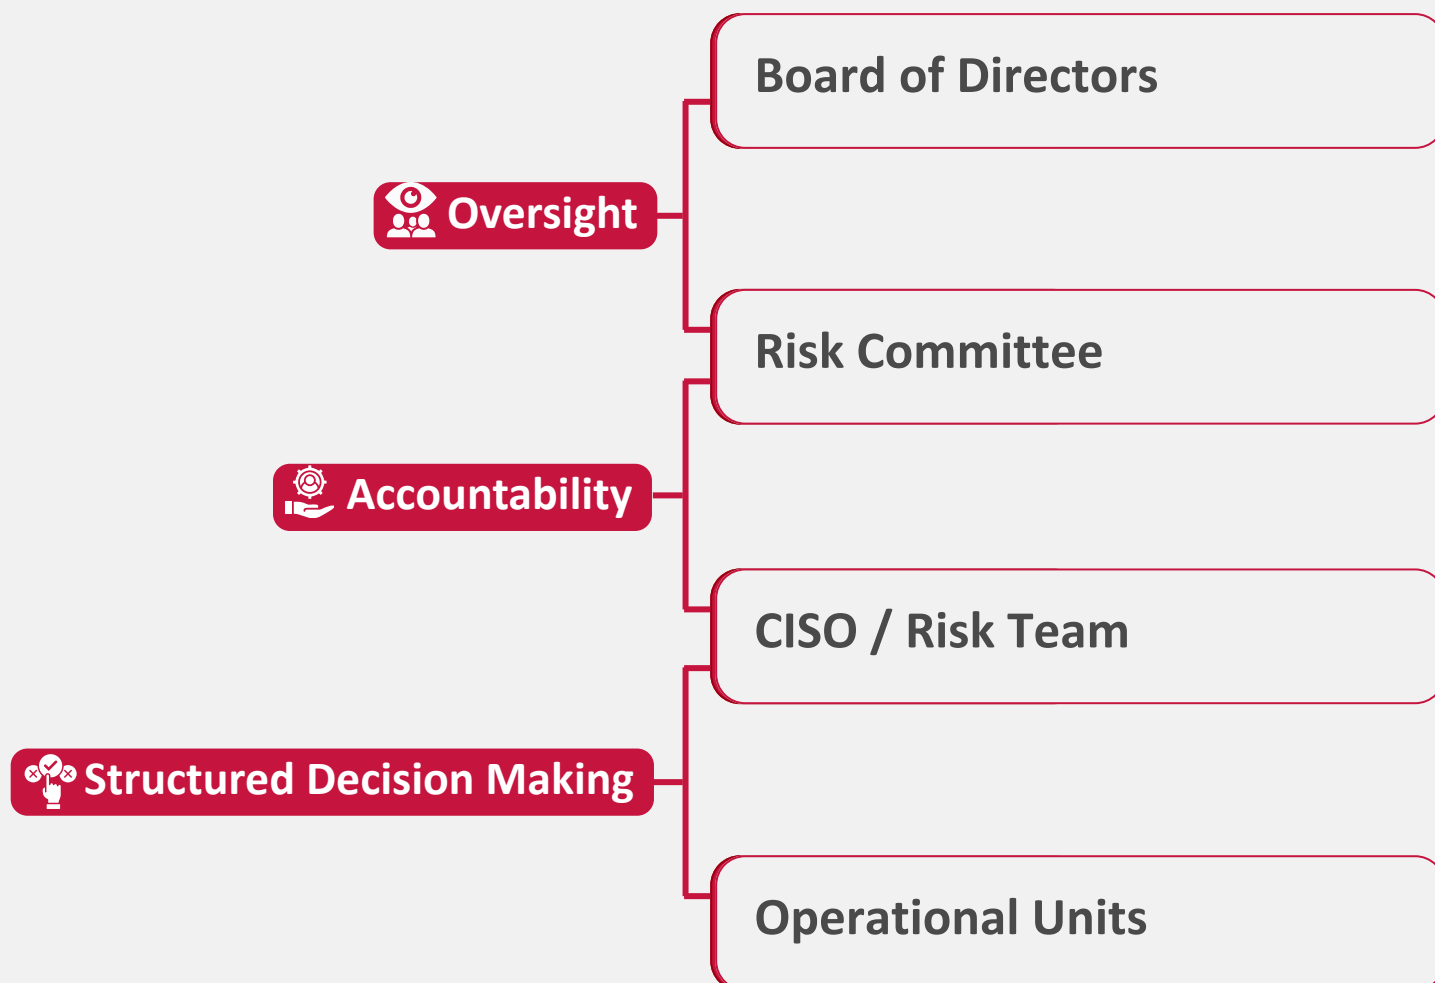 Board of Directors
Oversight
Risk Committee
Accountability
CISO / Risk Team
Structured Decision Making
Operational Units